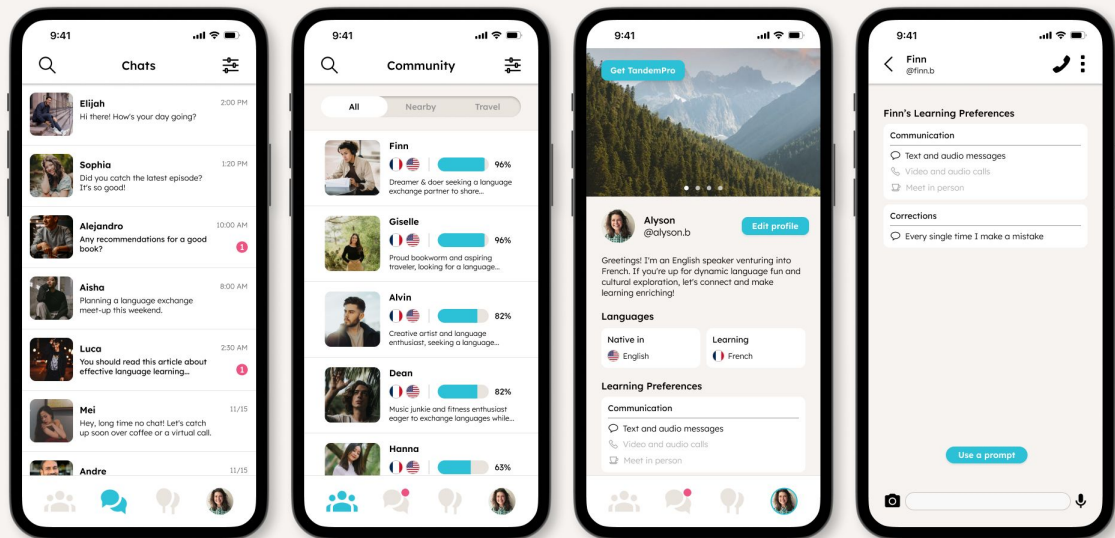 9:41
Chats
Elijah
2:00 PM
Hi there! How's your day going?
Sophia
1:20 PM
Did you catch the latest episode?
It's so good!
Alejandro
10:00 AM
Any recommendations for a good
book?
1
Aisha
8:00 AM
Planning a language exchange
meet-up this weekend.
Luca
2:30 AM
You should read this article about
effective language learning...
1
Mei
11/15
Hey, long time no chat! Let's catch
up soon over coffee or a virtual call.
Andre
11/15
9:41
Community
All
Nearby
Travel
Finn
96%
Dreamer & doer seeking a language
exchange partner to share...
Giselle
96%
Proud bookworm and aspiring
traveler, looking for a language...
Alvin
82%
Creative artist and language
enthusiast, seeking a language...
Dean
82%
Music junkie and fitness enthusiast
eager to exchange languages while...
Hanna
63%
9:41
Get TandemPro
Alyson
@alyson.b
Edit profile
Greetings! I'm an English speaker venturing into
French. If you're up for dynamic language fun and
cultural exploration, let's connect and make
learning enriching!
Languages
Native in
English
Learning
French
Learning Preferences
Communication
Text and audio messages
Video and audio calls
Meet in person
9:41
Finn
@finn.b
Finn's Learning Preferences
Communication
Text and audio messages
Video and audio calls
Meet in person
Corrections
Every single time I make a mistake
Use a prompt